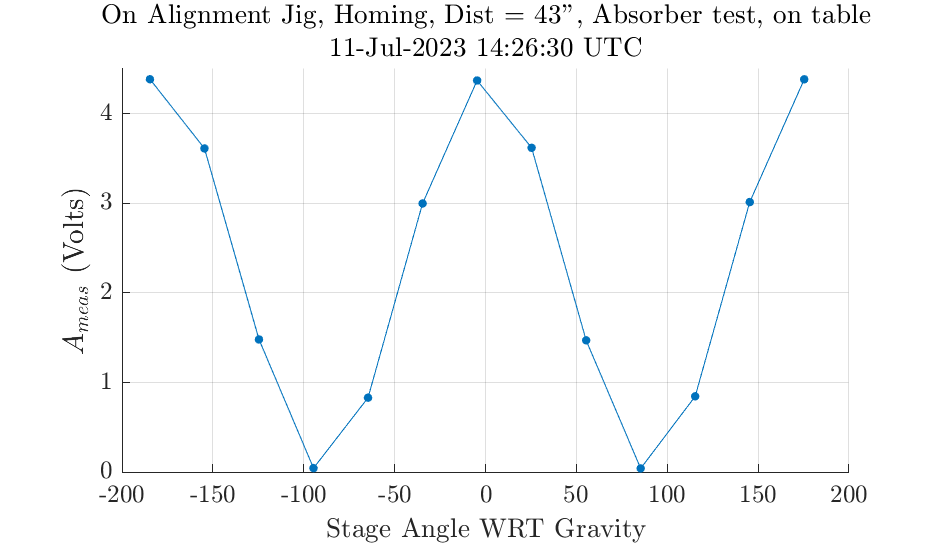 On Alignment Jig, Homing, Dist = 43”, Absorber test, on table
11-Jul-2023 14:26:30 UTC
A_meas (Volts)
4
3
2
1
0
-200 -150 -100 -50 0 50 100 150 200
Stage Angle WRT Gravity